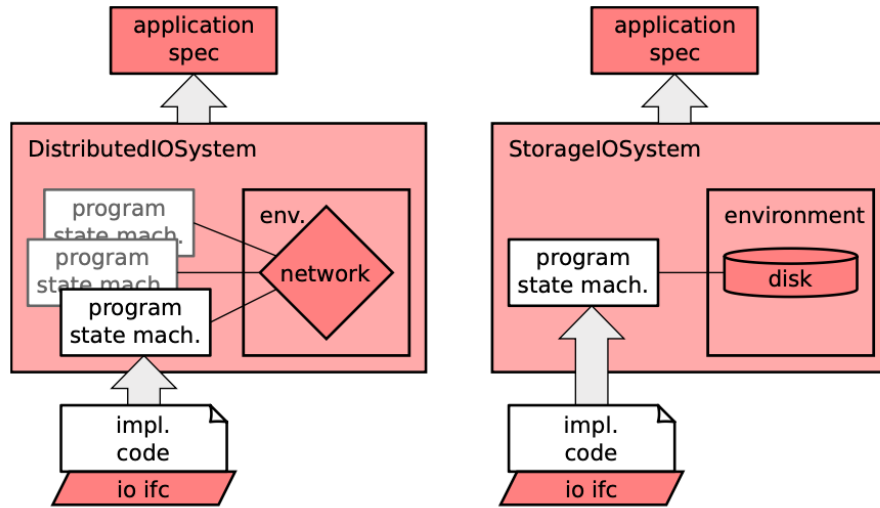 application
spec
DistributedIOSystem
program
state mach.
program
state mach.
program
state mach.
env.
network
impl.
code
io ifc
application
spec
StorageIOSystem
program
state mach.
environment
disk
impl.
code
io ifc